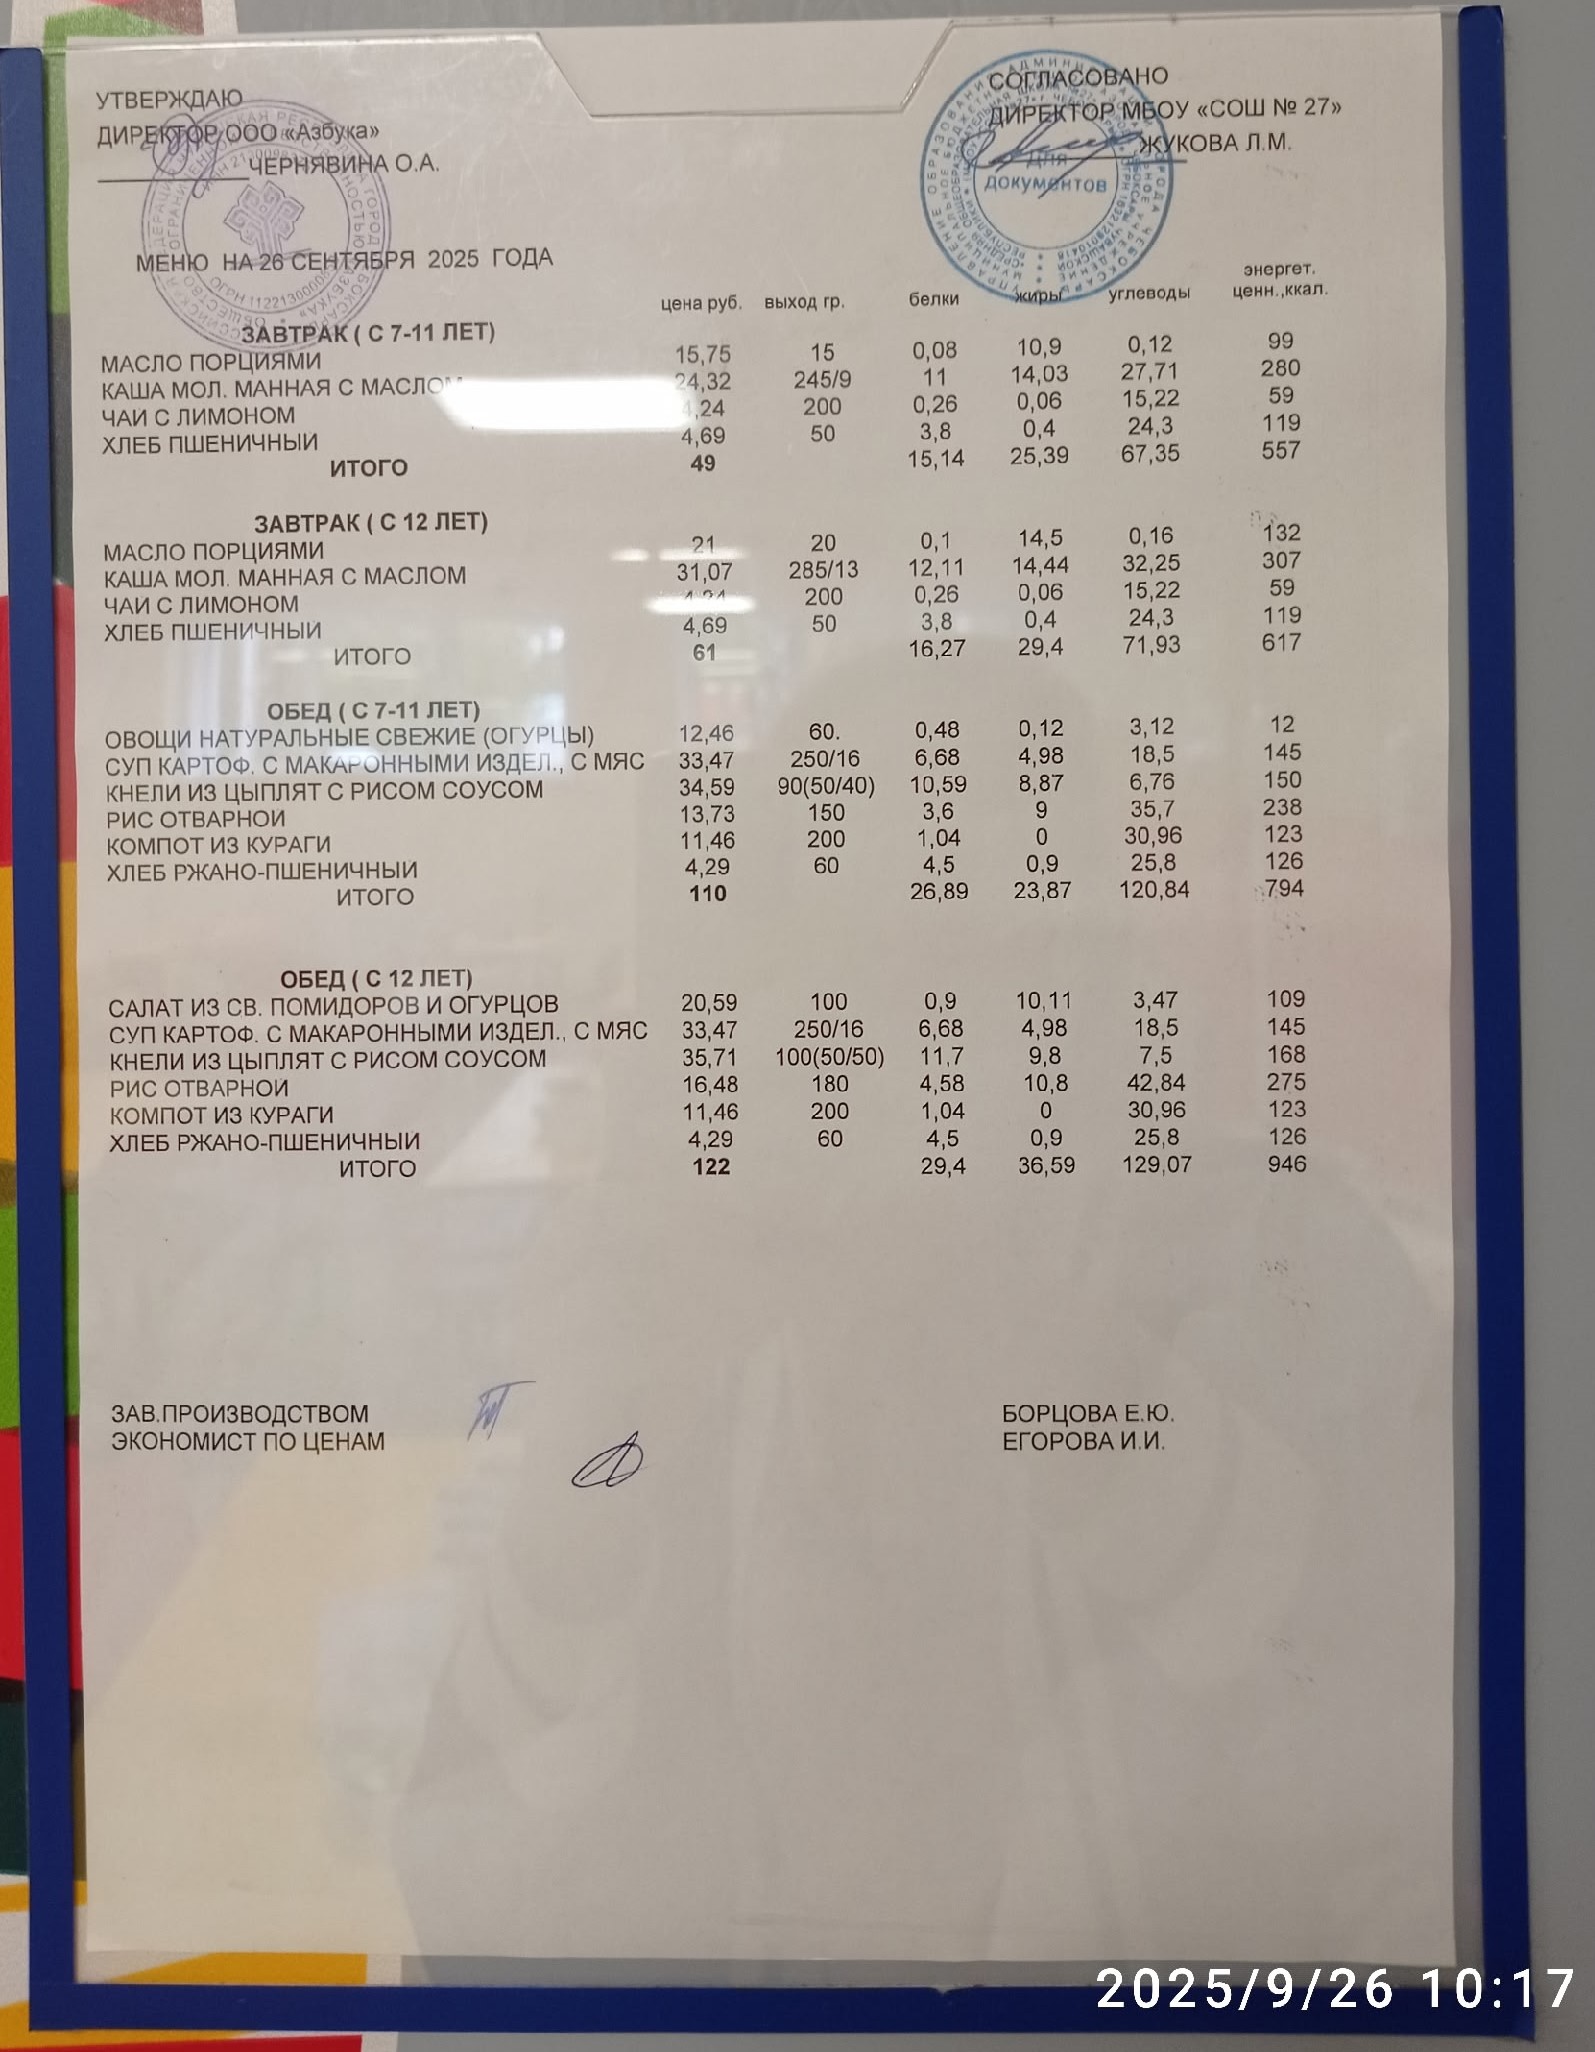 УТВЕРЖДАЮ
ДИРЕКТОР ООО «Азбука»
ЧЕРНЯВИНА О.А.
СОГЛАСОВАНО
ДИРЕКТОР МБОУ «СОШ № 27»
ЖУКОВА Л.М.
для
документов
МЕНЮ НА 26 СЕНТЯБРЯ 2025 ГОДА
цена руб. выход гр. белки жиры углеводы энергет. ценн.,ккал.
ЗАВТРАК ( С 7-11 ЛЕТ)
МАСЛО ПОРЦИЯМИ 15,75 15 0,08 10,9 0,12 99
КАША МОЛ. МАННАЯ С МАСЛОМ 24,32 245/9 11 14,03 27,71 280
ЧАЙ С ЛИМОНОМ 4,24 200 0,26 0,06 15,22 59
ХЛЕБ ПШЕНИЧНЫЙ 4,69 50 3,8 0,4 24,3 119
ИТОГО 49 15,14 25,39 67,35 557
ЗАВТРАК ( С 12 ЛЕТ)
МАСЛО ПОРЦИЯМИ 21 20 0,1 14,5 0,16 132
КАША МОЛ. МАННАЯ С МАСЛОМ 31,07 285/13 12,11 14,44 32,25 307
ЧАЙ С ЛИМОНОМ 4,24 200 0,26 0,06 15,22 59
ХЛЕБ ПШЕНИЧНЫЙ 4,69 50 3,8 0,4 24,3 119
ИТОГО 61 16,27 29,4 71,93 617
ОБЕД ( С 7-11 ЛЕТ)
ОВОЩИ НАТУРАЛЬНЫЕ СВЕЖИЕ (ОГУРЦЫ) 12,46 60. 0,48 0,12 3,12 12
СУП КАРТОФ. С МАКАРОННЫМИ ИЗДЕЛ., С МЯС 33,47 250/16 6,68 4,98 18,5 145
КНЕЛИ ИЗ ЦЫПЛЯТ С РИСОМ СОУСОМ 34,59 90(50/40) 10,59 8,87 6,76 150
РИС ОТВАРНОЙ 13,73 150 3,6 9 35,7 238
КОМПОТ ИЗ КУРАГИ 11,46 200 1,04 0 30,96 123
ХЛЕБ РЖАНО-ПШЕНИЧНЫЙ 4,29 60 4,5 0,9 25,8 126
ИТОГО 110 26,89 23,87 120,84 794
ОБЕД ( С 12 ЛЕТ)
САЛАТ ИЗ СВ. ПОМИДОРОВ И ОГУРЦОВ 20,59 100 0,9 10,11 3,47 109
СУП КАРТОФ. С МАКАРОННЫМИ ИЗДЕЛ., С МЯС 33,47 250/16 6,68 4,98 18,5 145
КНЕЛИ ИЗ ЦЫПЛЯТ С РИСОМ СОУСОМ 35,71 100(50/50) 11,7 9,8 7,5 168
РИС ОТВАРНОЙ 16,48 180 4,58 10,8 42,84 275
КОМПОТ ИЗ КУРАГИ 11,46 200 1,04 0 30,96 123
ХЛЕБ РЖАНО-ПШЕНИЧНЫЙ 4,29 60 4,5 0,9 25,8 126
ИТОГО 122 29,4 36,59 129,07 946
ЗАВ.ПРОИЗВОДСТВОМ БОРЦОВА Е.Ю.
ЭКОНОМИСТ ПО ЦЕНАМ ЕГОРОВА И.И.
2025/9/26 10:17